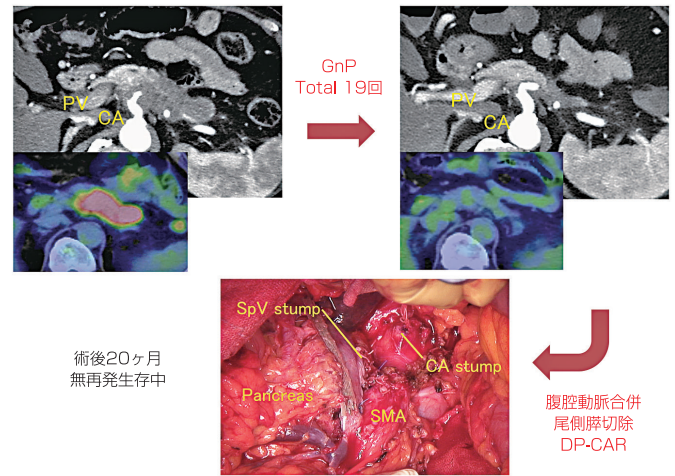 GnP
Total 19回
PV
CA
PV
CA
SpV stump
CA stump
Pancreas
SMA
術後20ヶ月
無再発生存中
腹腔動脈合併
尾側膵切除
DP-CAR